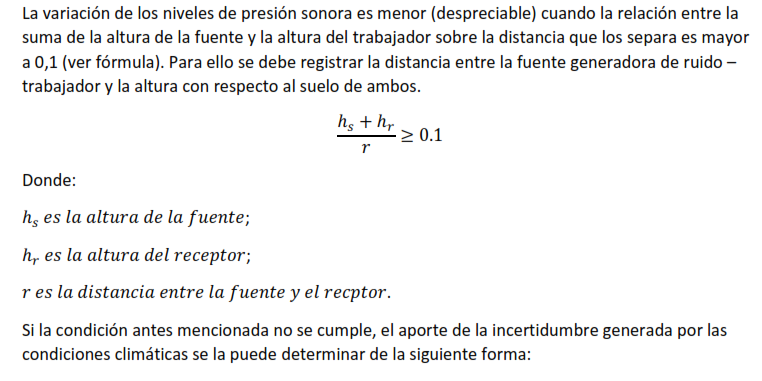 La variación de los niveles de presión sonora es menor (despreciable) cuando la relación entre la
suma de la altura de la fuente y la altura del trabajador sobre la distancia que los separa es mayor
a 0,1 (ver fórmula). Para ello se debe registrar la distancia entre la fuente generadora de ruido –
trabajador y la altura con respecto al suelo de ambos.
(h_s + h_r) / r ≥ 0.1
Donde:
h_s es la altura de la fuente;
h_r es la altura del receptor;
r es la distancia entre la fuente y el recptor.
Si la condición antes mencionada no se cumple, el aporte de la incertidumbre generada por las
condiciones climáticas se la puede determinar de la siguiente forma: